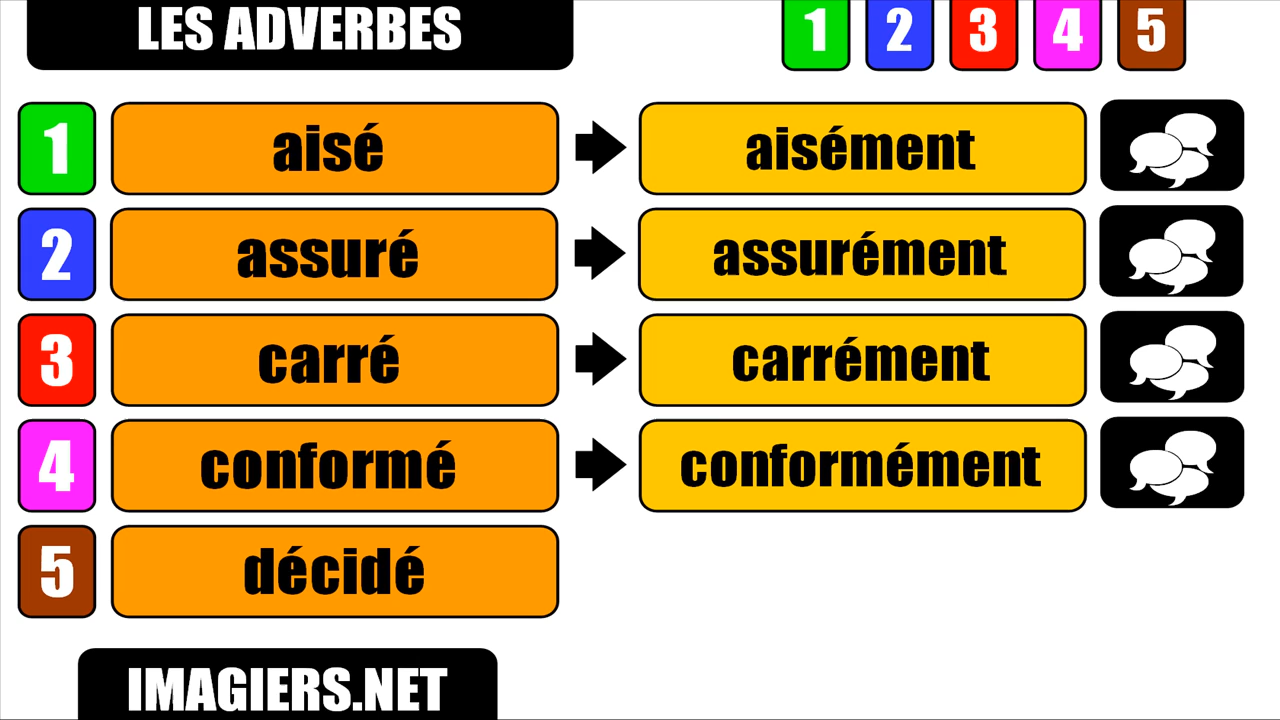 LES ADVERBES
1 2 3 4 5
1 aisé aisément
2 assuré assurément
3 carré carrément
4 conformé conformément
5 décidé
IMAGIERS.NET